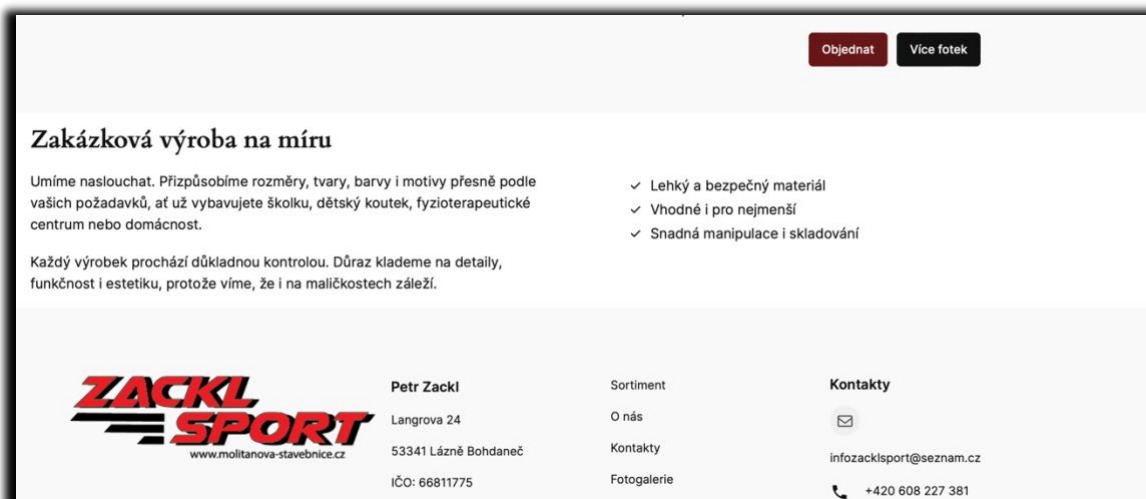 Objednat
Více fotek
Zakázková výroba na míru
Umíme naslouchat. Přizpůsobíme rozměry, tvary, barvy i motivy přesně podle
vašich požadavků, ať už vybavujete školku, dětský koutek, fyzioterapeutické
centrum nebo domácnost.
Každý výrobek prochází důkladnou kontrolou. Důraz klademe na detaily,
funkčnost i estetiku, protože víme, že i na maličkostech záleží.
Lehký a bezpečný materiál
Vhodné i pro nejmenší
Snadná manipulace i skladování
ZACKL
SPORT
www.molitanova-stavebnice.cz
Petr Zackl
Langrova 24
53341 Lázně Bohdaneč
IČO: 66811775
Sortiment
O nás
Kontakty
Fotogalerie
Kontakty
infozacklsport@seznam.cz
+420 608 227 381